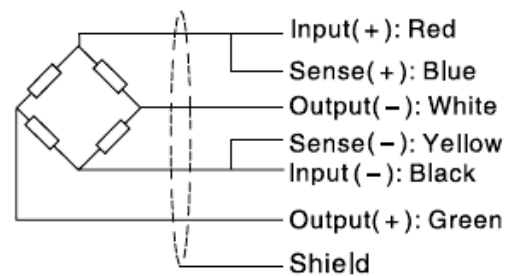 Input(+): Red
Sense(+): Blue
Output(−): White
Sense(−): Yellow
Input(−): Black
Output(+): Green
Shield